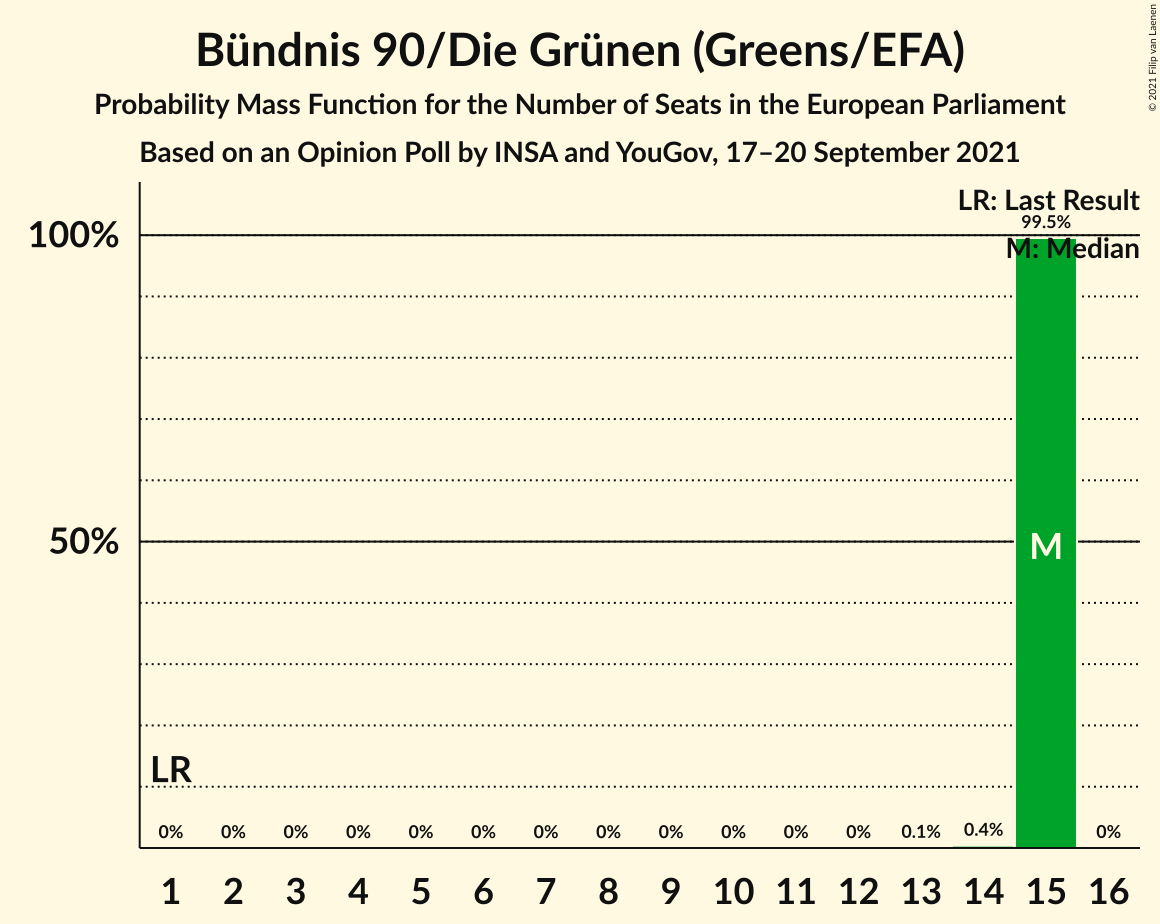 Bündnis 90/Die Grünen (Greens/EFA)
Probability Mass Function for the Number of Seats in the European Parliament
Based on an Opinion Poll by INSA and YouGov, 17–20 September 2021
© 2021 Filip van Laenen
LR: Last Result
99.5%
100%
M: Median
50%
M
LR
0% 0% 0% 0% 0% 0% 0% 0% 0% 0% 0% 0% 0.1% 0.4% 0%
1 2 3 4 5 6 7 8 9 10 11 12 13 14 15 16